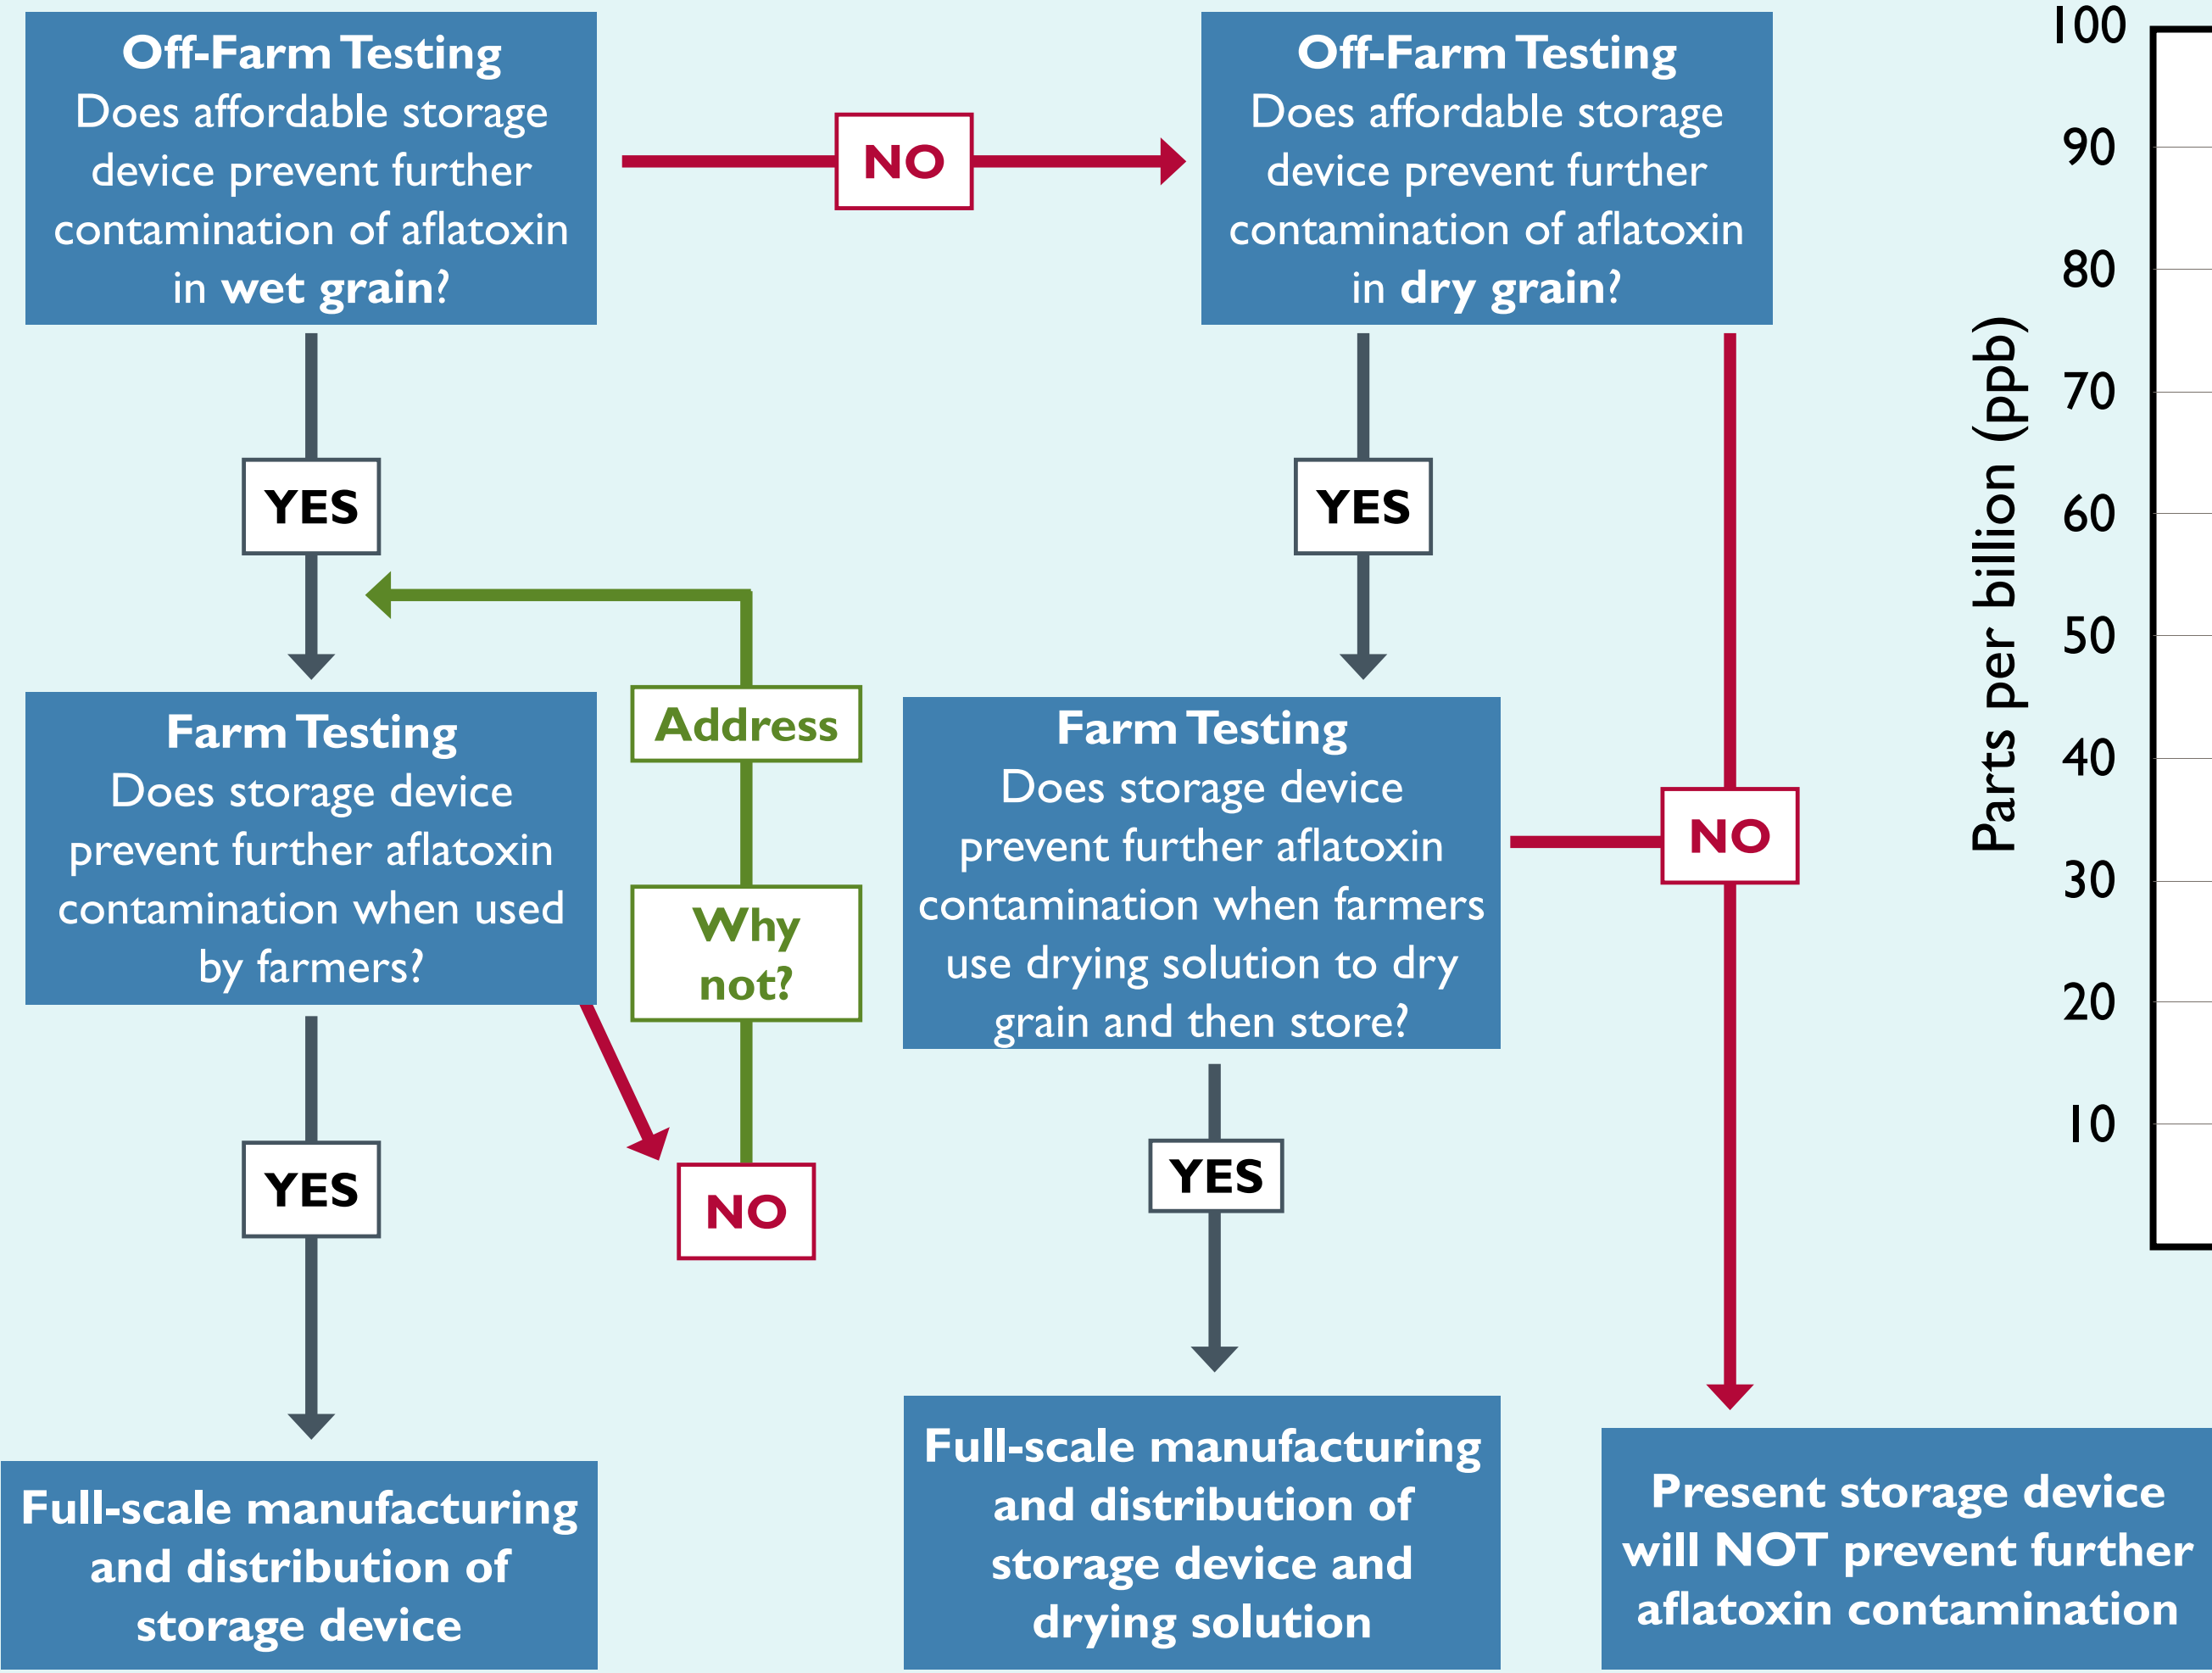 Off-Farm Testing
Does affordable storage
device prevent further
contamination of aflatoxin
in wet grain?
NO
Off-Farm Testing
Does affordable storage
device prevent further
contamination of aflatoxin
in dry grain?
YES
YES
Farm Testing
Does storage device
prevent further aflatoxin
contamination when used
by farmers?
Address
Why
not?
NO
YES
Farm Testing
Does storage device
prevent further aflatoxin
contamination when farmers
use drying solution to dry
grain and then store?
NO
YES
Full-scale manufacturing
and distribution of
storage device
Full-scale manufacturing
and distribution of
storage device and
drying solution
Present storage device
will NOT prevent further
aflatoxin contamination
Parts per billion (ppb)
100
90
80
70
60
50
40
30
20
10